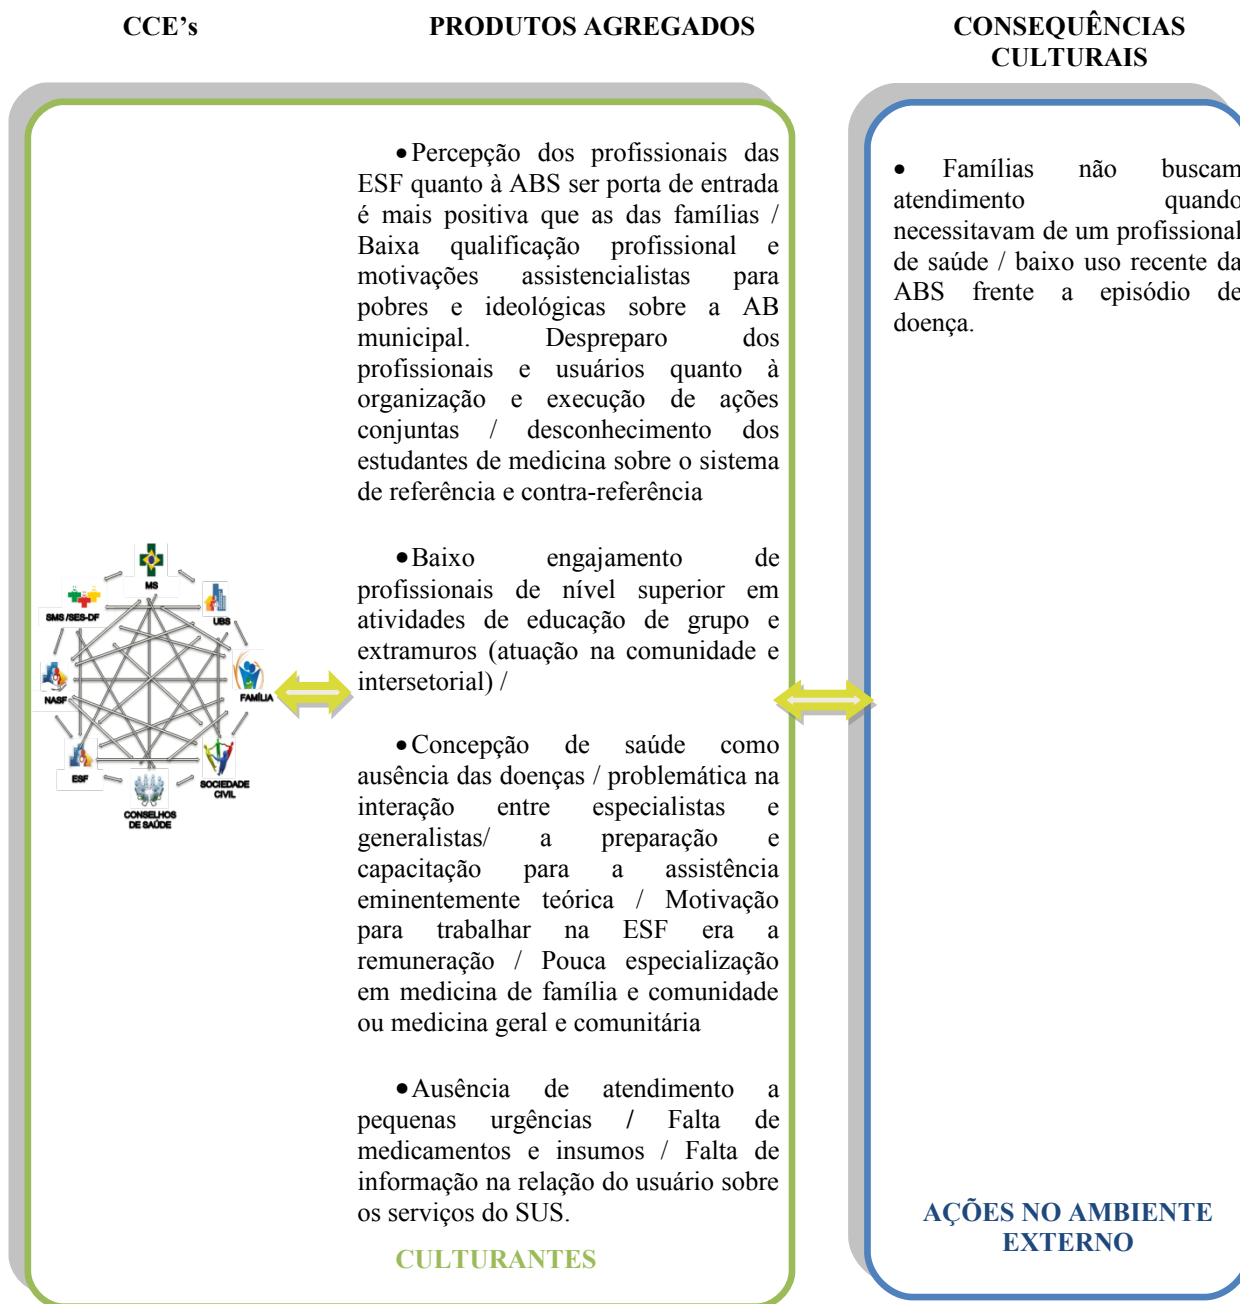 CCE's
PRODUTOS AGREGADOS
CONSEQUÊNCIAS
CULTURAIS
•Percepção dos profissionais das
ESF quanto à ABS ser porta de entrada
é mais positiva que as das famílias /
Baixa qualificação profissional e
motivações assistencialistas para
pobres e ideológicas sobre a AB
municipal. Despreparo dos
profissionais e usuários quanto à
organização e execução de ações
conjuntas / desconhecimento dos
estudantes de medicina sobre o sistema
de referência e contra-referência
•Baixo engajamento de
profissionais de nível superior em
atividades de educação de grupo e
extramuros (atuação na comunidade e
intersetorial) /
•Concepção de saúde como
ausência das doenças / problemática na
interação entre especialistas e
generalistas/ a preparação e
capacitação para a assistência
eminentemente teórica / Motivação
para trabalhar na ESF era a
remuneração / Pouca especialização
em medicina de família e comunidade
ou medicina geral e comunitária
•Ausência de atendimento a
pequenas urgências / Falta de
medicamentos e insumos / Falta de
informação na relação do usuário sobre
os serviços do SUS.
CULTURANTES
MS
SMS /SES-DF
UBS
NASF
FAMÍLIA
ESF
SOCIEDADE
CIVIL
CONSELHOS
DE SAÚDE
• Famílias não buscam
atendimento quando
necessitavam de um profissional
de saúde / baixo uso recente da
ABS frente a episódio de
doença.
AÇÕES NO AMBIENTE
EXTERNO